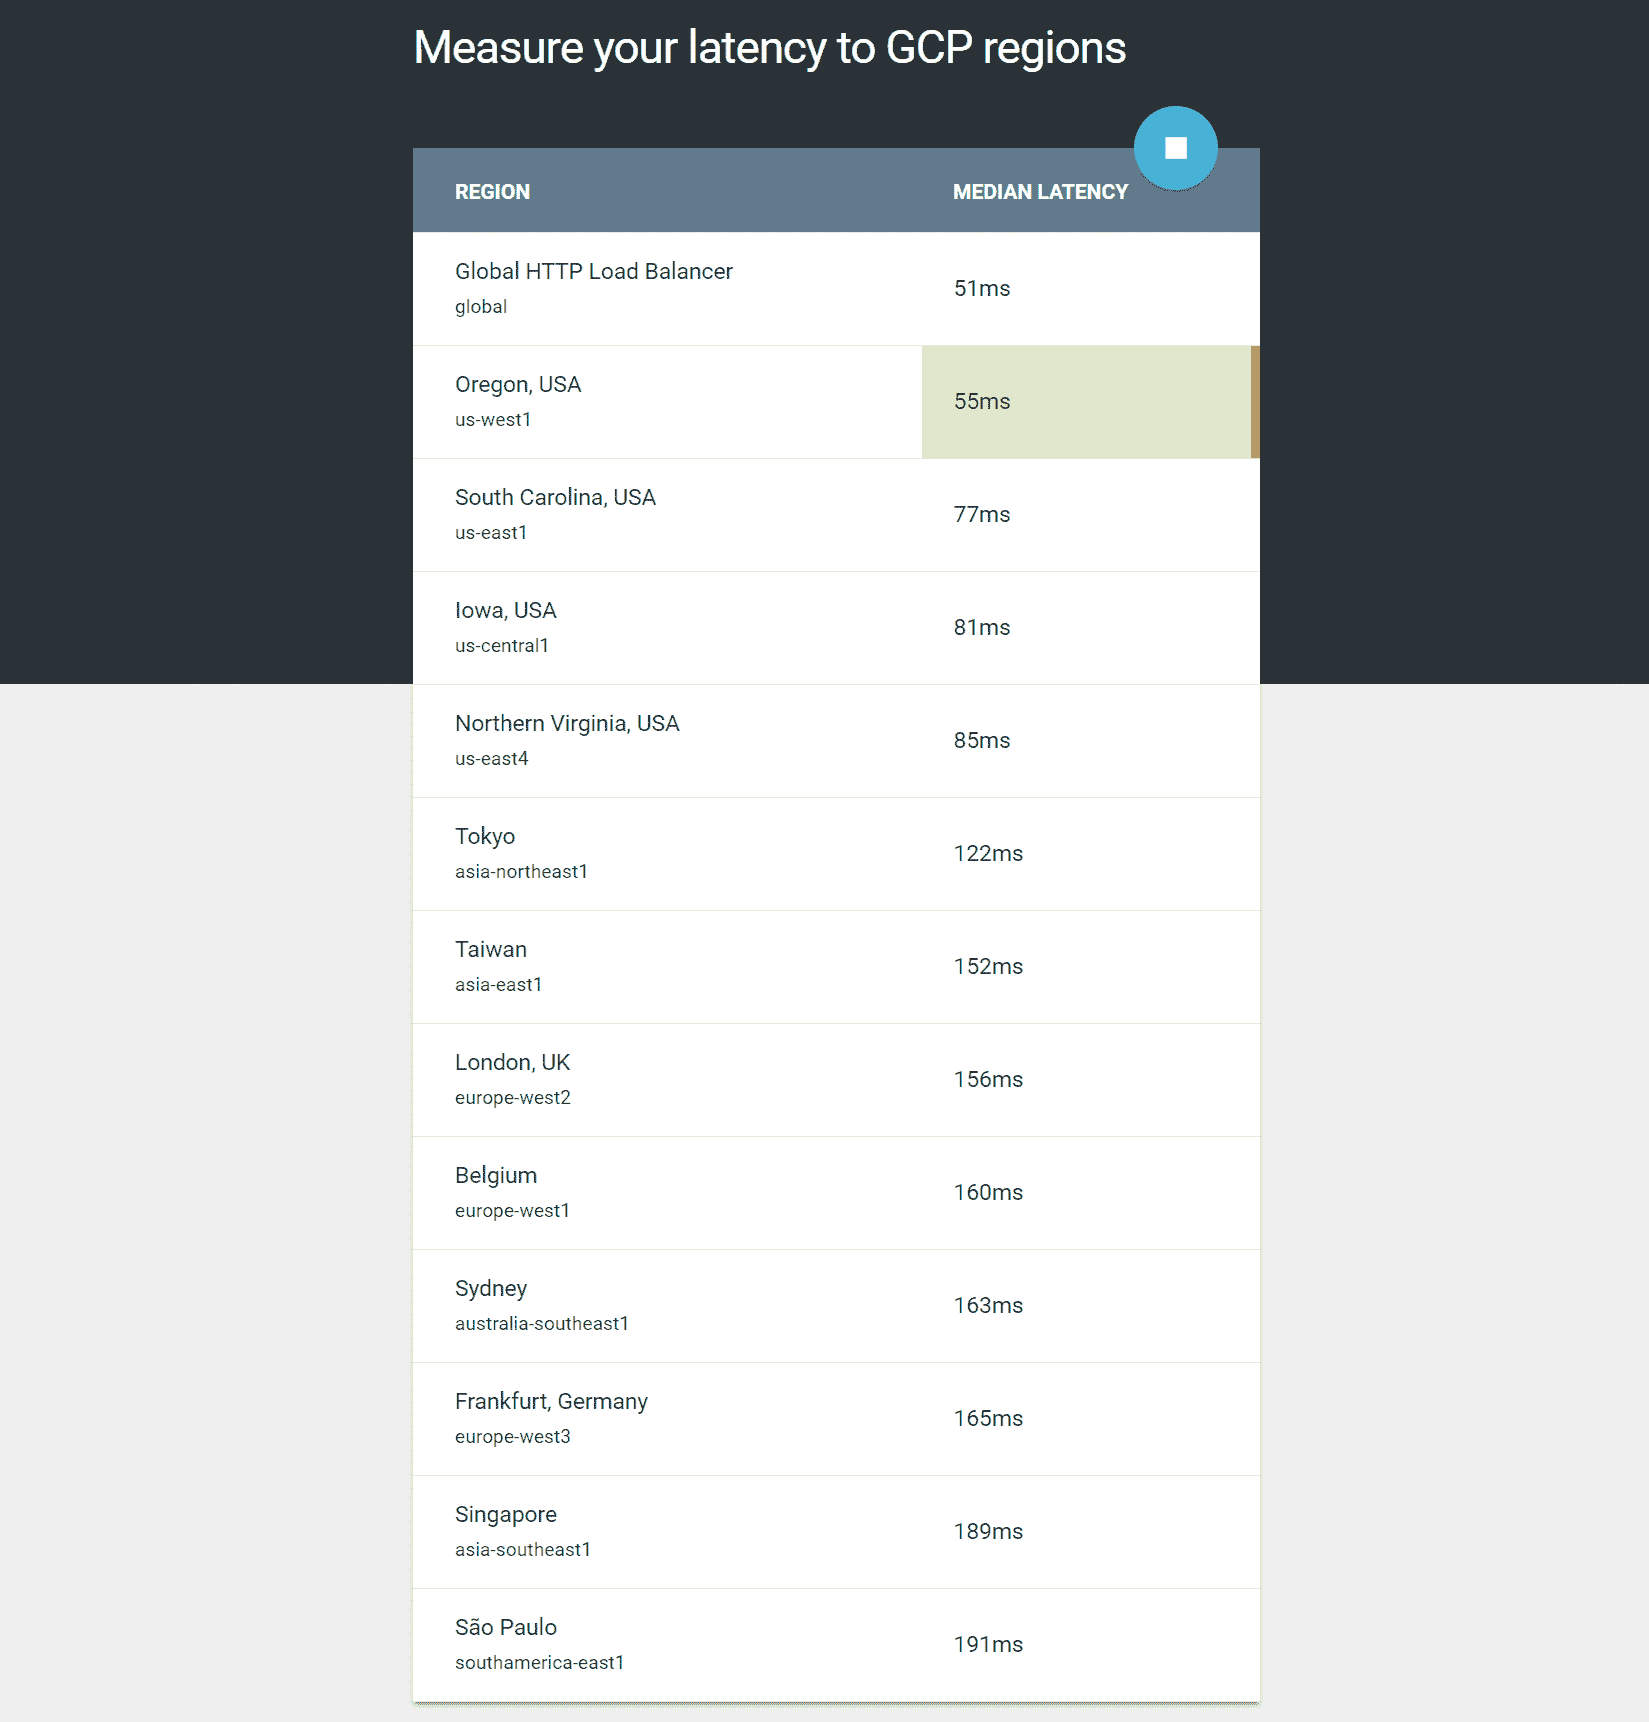 Measure your latency to GCP regions
REGION MEDIAN LATENCY
Global HTTP Load Balancer
global
51ms
Oregon, USA
us-west1
55ms
South Carolina, USA
us-east1
77ms
Iowa, USA
us-central1
81ms
Northern Virginia, USA
us-east4
85ms
Tokyo
asia-northeast1
122ms
Taiwan
asia-east1
152ms
London, UK
europe-west2
156ms
Belgium
europe-west1
160ms
Sydney
australia-southeast1
163ms
Frankfurt, Germany
europe-west3
165ms
Singapore
asia-southeast1
189ms
São Paulo
southamerica-east1
191ms